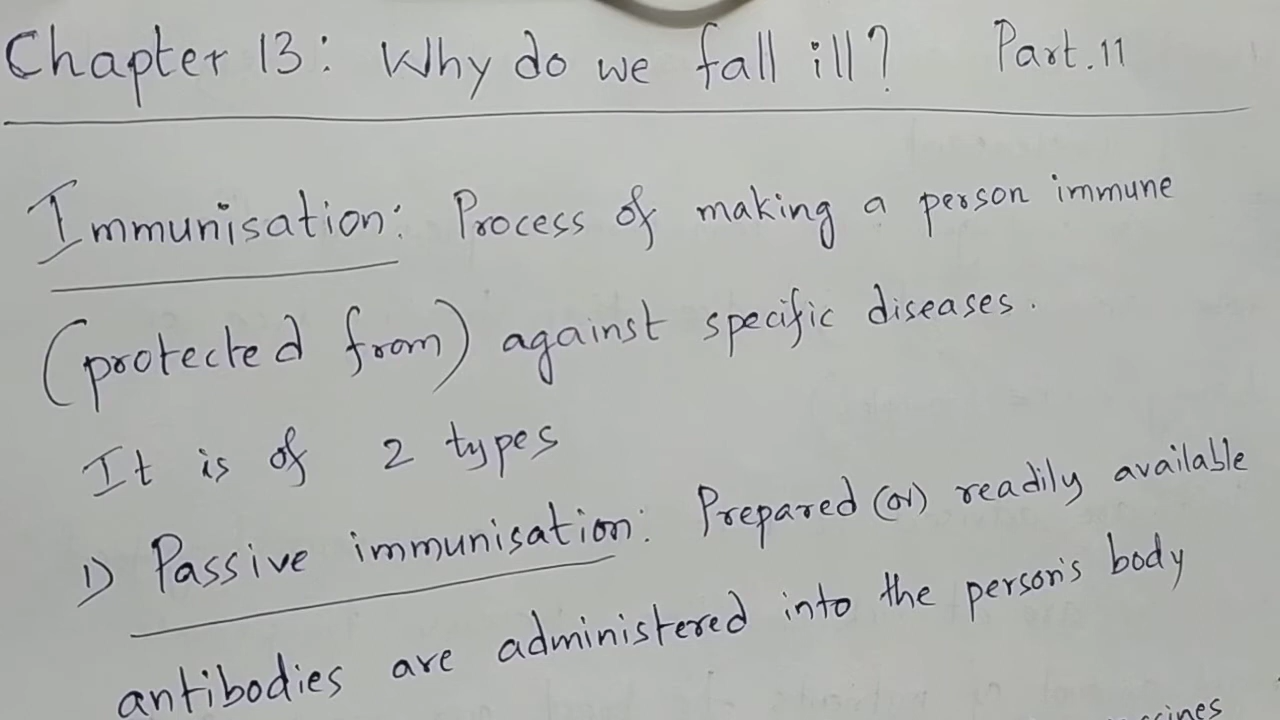 Chapter 13: Why do we fall ill? Part.11
Immunisation: Process of making a person immune
(protected from) against specific diseases.
It is of 2 types
1) Passive immunisation: Prepared (or) readily available
antibodies are administered into the person's body